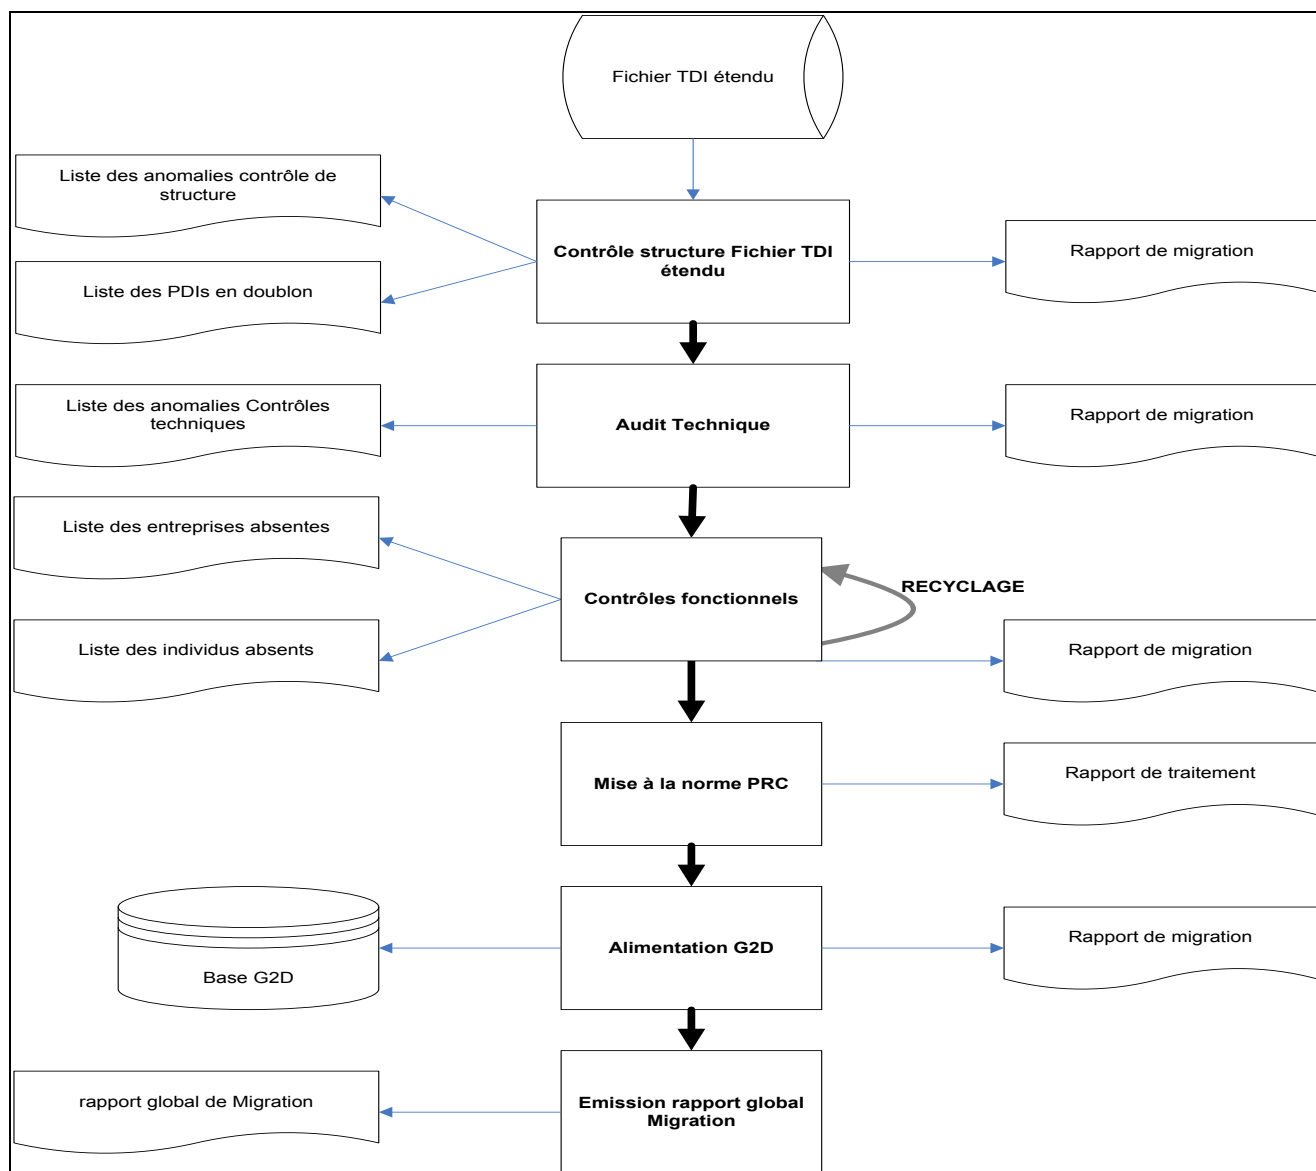 Fichier TDI étendu
Liste des anomalies contrôle de
structure
Contrôle structure Fichier TDI
étendu
Rapport de migration
Liste des PDIs en doublon
Liste des anomalies Contrôles
techniques
Audit Technique
Rapport de migration
Liste des entreprises absentes
Contrôles fonctionnels
RECYCLAGE
Liste des individus absents
Rapport de migration
Mise à la norme PRC
Rapport de traitement
Base G2D
Alimentation G2D
Rapport de migration
rapport global de Migration
Emission rapport global
Migration